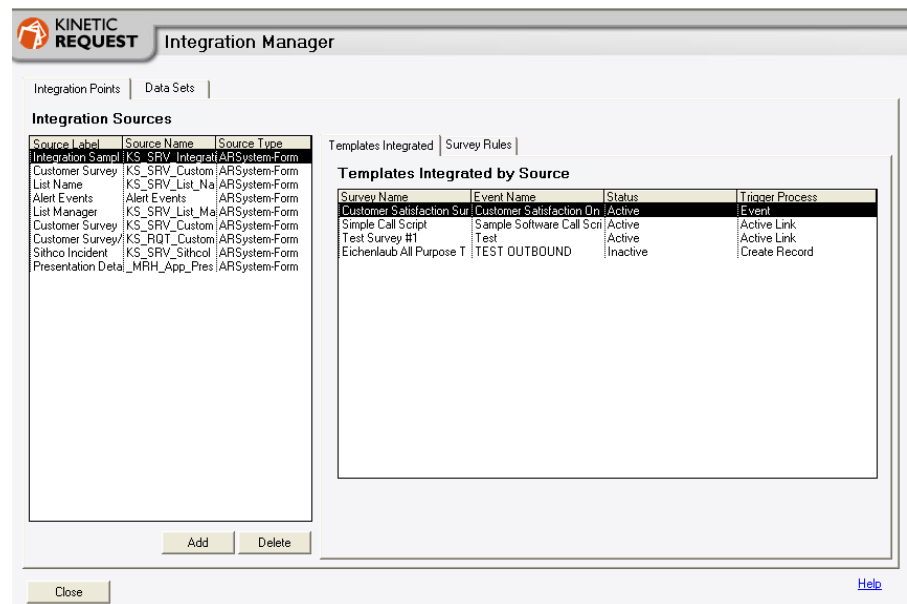 KINETIC
REQUEST
Integration Manager
Integration Points Data Sets
Integration Sources
Source Label Source Name Source Type
Integration Sampl KS_SRV_Integrati ARSystem-Form
Customer Survey KS_SRV_Custom ARSystem-Form
List Name KS_SRV_List_Na ARSystem-Form
Alert Events Alert Events ARSystem-Form
List Manager KS_SRV_List_Ma ARSystem-Form
Customer Survey KS_SRV_Custom ARSystem-Form
Customer Survey/ KS_RQT_Custom ARSystem-Form
Sithco Incident KS_SRV_Sithcol ARSystem-Form
Presentation Detai _MRH_App_Pres ARSystem-Form
Add Delete
Templates Integrated Survey Rules
Templates Integrated by Source
Survey Name Event Name Status Trigger Process
Customer Satisfaction Sur Customer Satisfaction On Active Event
Simple Call Script Sample Software Call Scri Active Active Link
Test Survey #1 Test Active Active Link
Eichenlaub All Purpose T TEST OUTBOUND Inactive Create Record
Close
Help